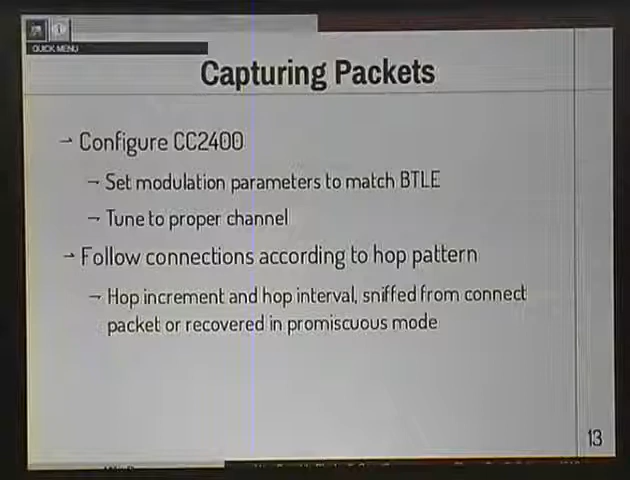 QUICK MENU
Capturing Packets
→ Configure CC2400
→ Set modulation parameters to match BTLE
→ Tune to proper channel
→ Follow connections according to hop pattern
→ Hop increment and hop interval, sniffed from connect
packet or recovered in promiscuous mode
13